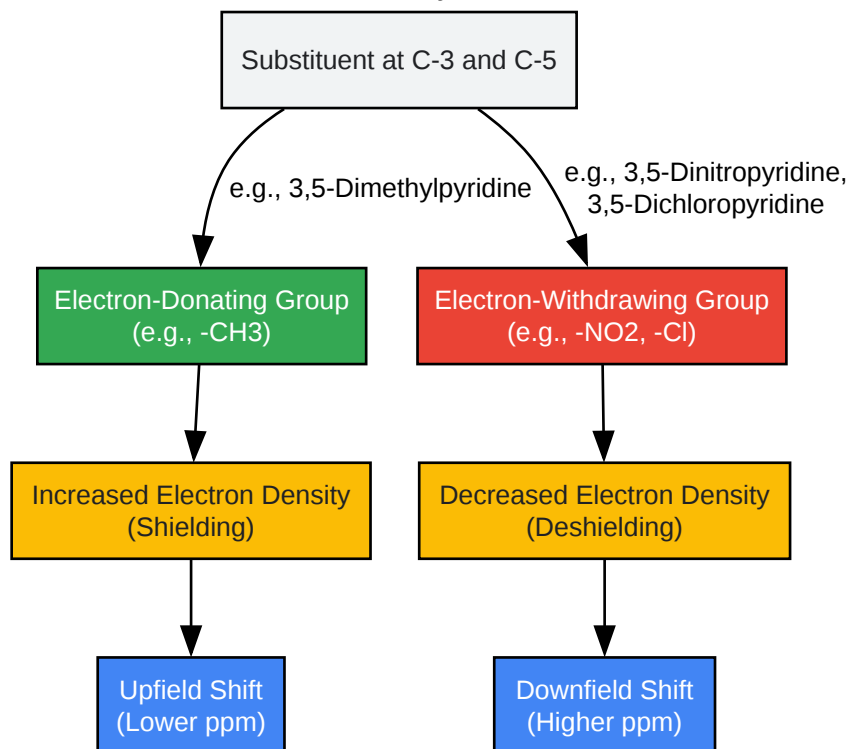 Substituent at C-3 and C-5
e.g., 3,5-Dimethylpyridine
e.g., 3,5-Dinitropyridine,
3,5-Dichloropyridine
Electron-Donating Group
(e.g., -CH3)
Electron-Withdrawing Group
(e.g., -NO2, -Cl)
Increased Electron Density
(Shielding)
Decreased Electron Density
(Deshielding)
Upfield Shift
(Lower ppm)
Downfield Shift
(Higher ppm)